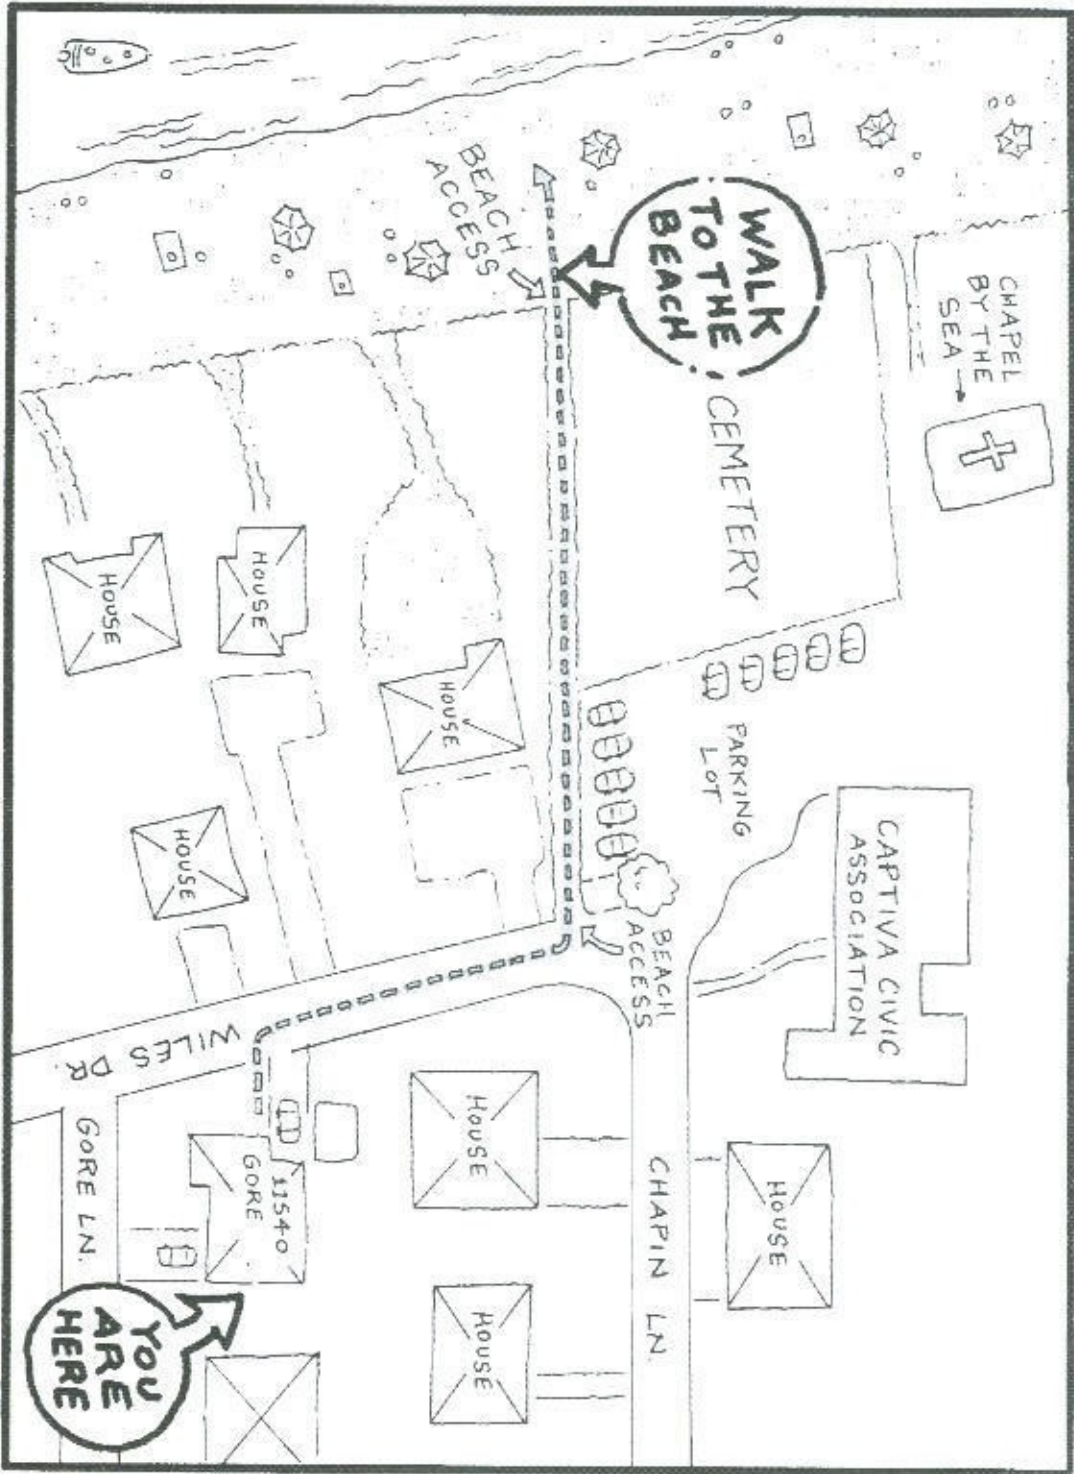 CHAPEL
BY THE
SEA
CAPTIVA CIVIC
ASSOCIATION
HOUSE
WALK
TO THE
BEACH
CEMETERY
PARKING
LOT
BEACH
ACCESS
CHAPIN LN.
BEACH
ACCESS
HOUSE
HOUSE
HOUSE
HOUSE
HOUSE
HOUSE
WILES DR.
11540
GORE
GORE LN.
YOU
ARE
HERE